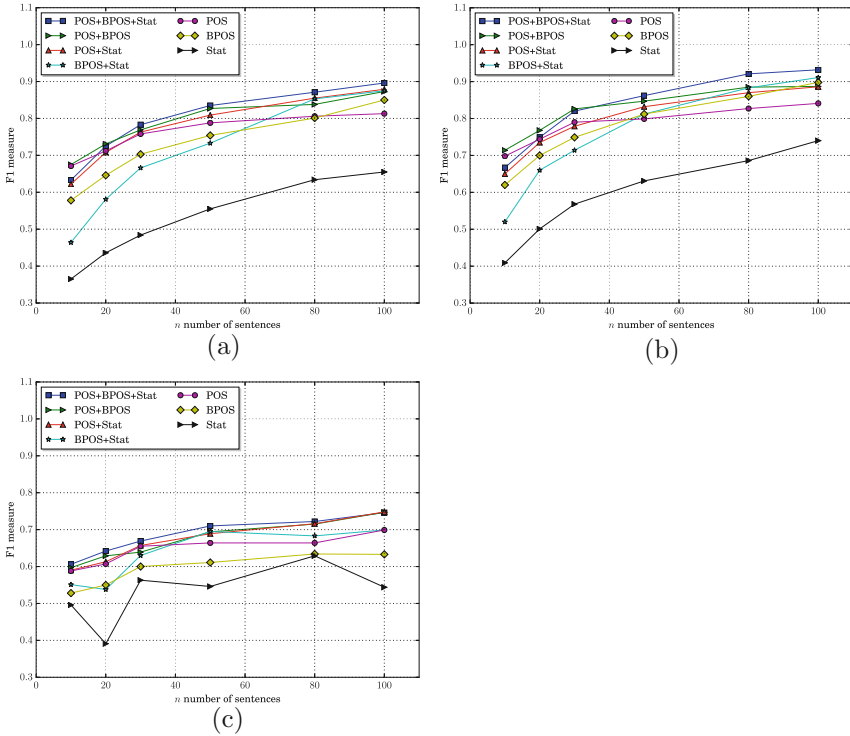 1.1
1.0
0.9
0.8
0.7
0.6
0.5
0.4
0.3
F1 measure
POS+BPOS+Stat
POS+BPOS
POS+Stat
BPOS+Stat
POS
BPOS
Stat
0 20 40 60 80 100
n number of sentences
(a)
1.1
1.0
0.9
0.8
0.7
0.6
0.5
0.4
0.3
F1 measure
POS+BPOS+Stat
POS+BPOS
POS+Stat
BPOS+Stat
POS
BPOS
Stat
0 20 40 60 80 100
n number of sentences
(b)
1.1
1.0
0.9
0.8
0.7
0.6
0.5
0.4
0.3
F1 measure
POS+BPOS+Stat
POS+BPOS
POS+Stat
BPOS+Stat
POS
BPOS
Stat
0 20 40 60 80 100
n number of sentences
(c)